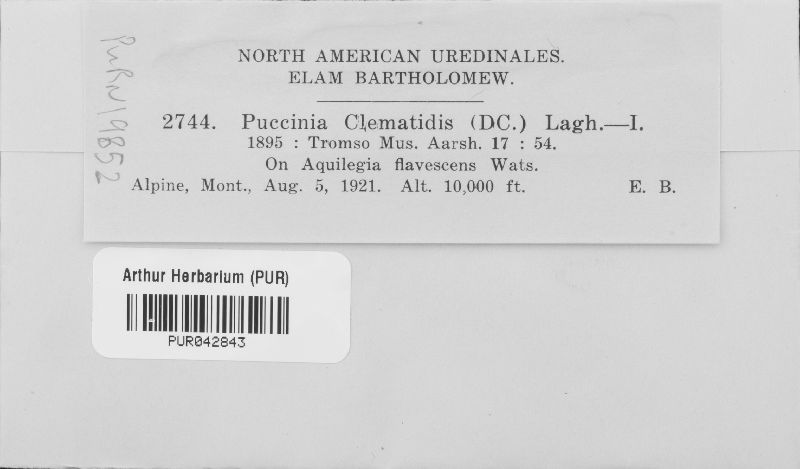 NORTH AMERICAN UREDINALES.
ELAM BARTHOLOMEW.
2744. Puccinia Clematidis (DC.) Lagh.—I.
1895 : Tromso Mus. Aarsh. 17 : 54.
On Aquilegia flavescens Wats.
Alpine, Mont., Aug. 5, 1921. Alt. 10,000 ft. E. B.
PURN19852
Arthur Herbarium (PUR)
PUR042843